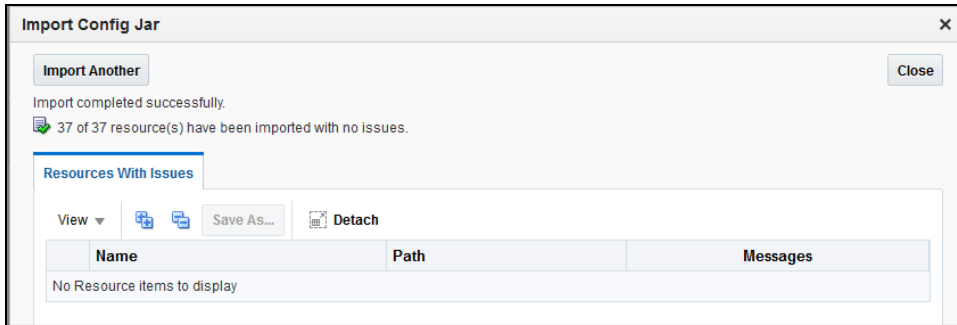 Import Config Jar
Import Another
Close
Import completed successfully.
37 of 37 resource(s) have been imported with no issues.
Resources With Issues
View Save As... Detach
Name Path Messages
No Resource items to display